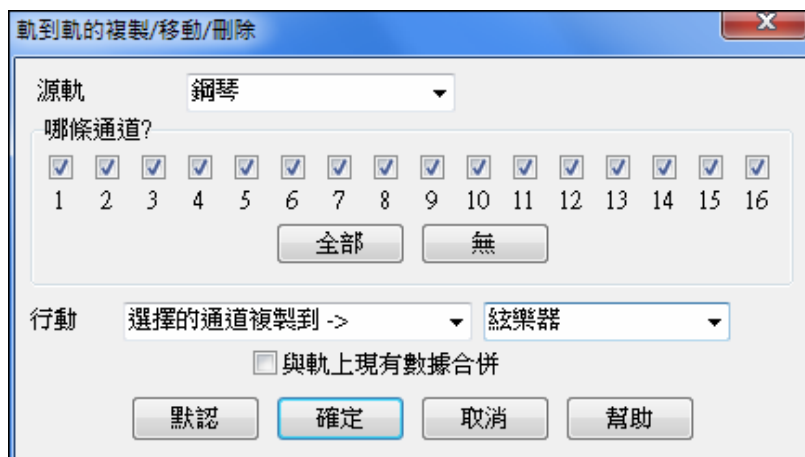 軌到軌的複製/移動/刪除
X
源軌 鋼琴
哪條通道?
1 2 3 4 5 6 7 8 9 10 11 12 13 14 15 16
全部 無
行動 選擇的通道複製到 -> 絃樂器
與軌上現有數據合併
默認 確定 取消 幫助